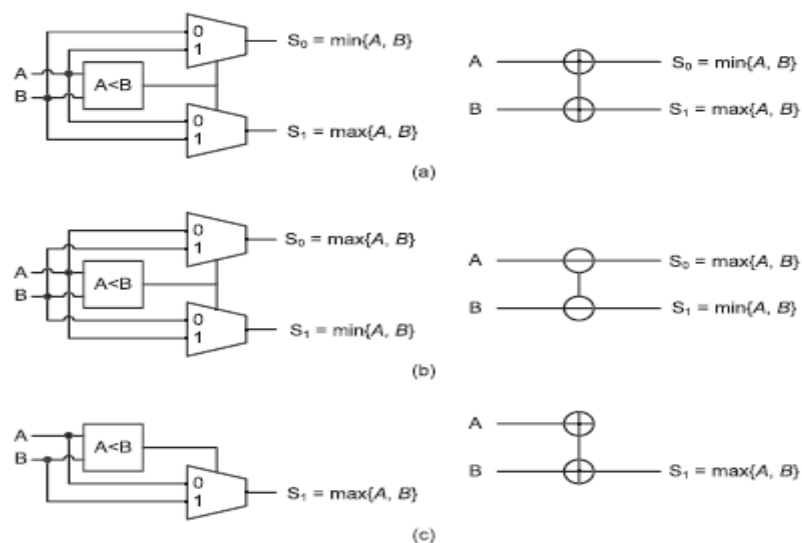 0
1
S₀ = min{A, B}
A
B
A<B
0
1
S₁ = max{A, B}
A
S₀ = min{A, B}
B
S₁ = max{A, B}
(a)
0
1
S₀ = max{A, B}
A
B
A<B
0
1
S₁ = min{A, B}
A
S₀ = max{A, B}
B
S₁ = min{A, B}
(b)
A
B
A<B
0
1
S₁ = max{A, B}
A
B
S₁ = max{A, B}
(c)